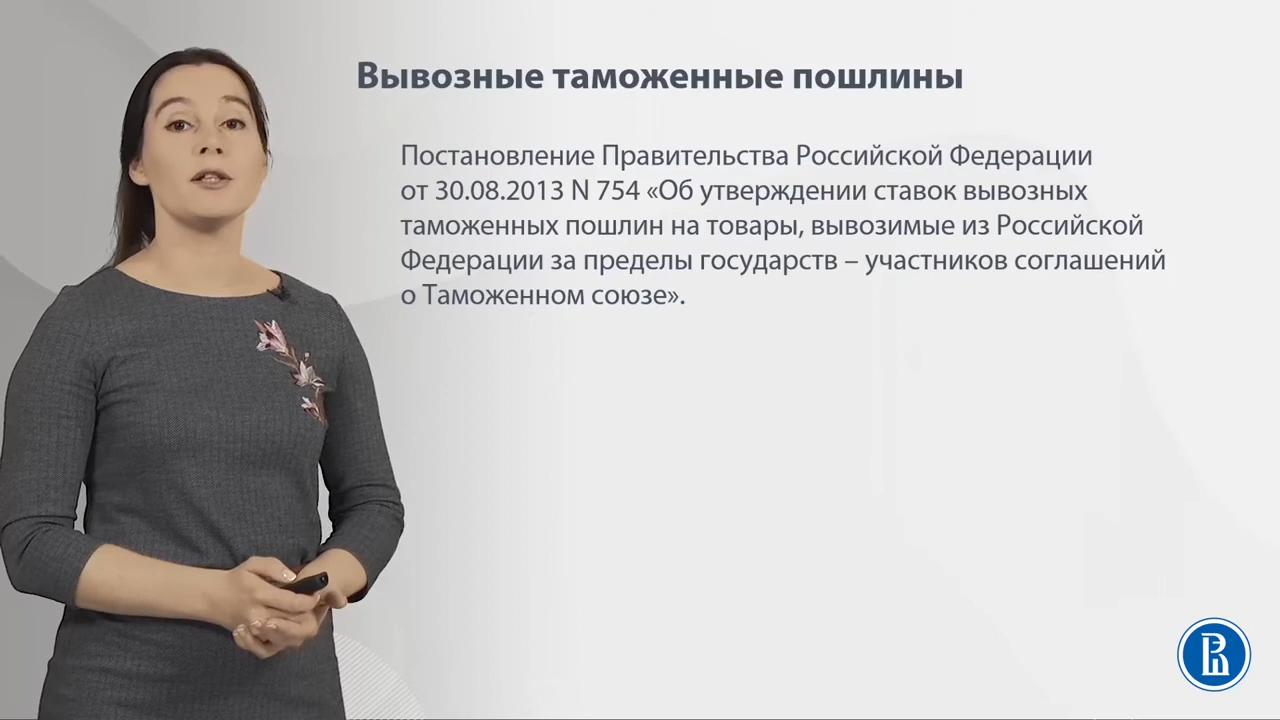 Вывозные таможенные пошлины
Постановление Правительства Российской Федерации
от 30.08.2013 N 754 «Об утверждении ставок вывозных
таможенных пошлин на товары, вывозимые из Российской
Федерации за пределы государств – участников соглашений
о Таможенном союзе».